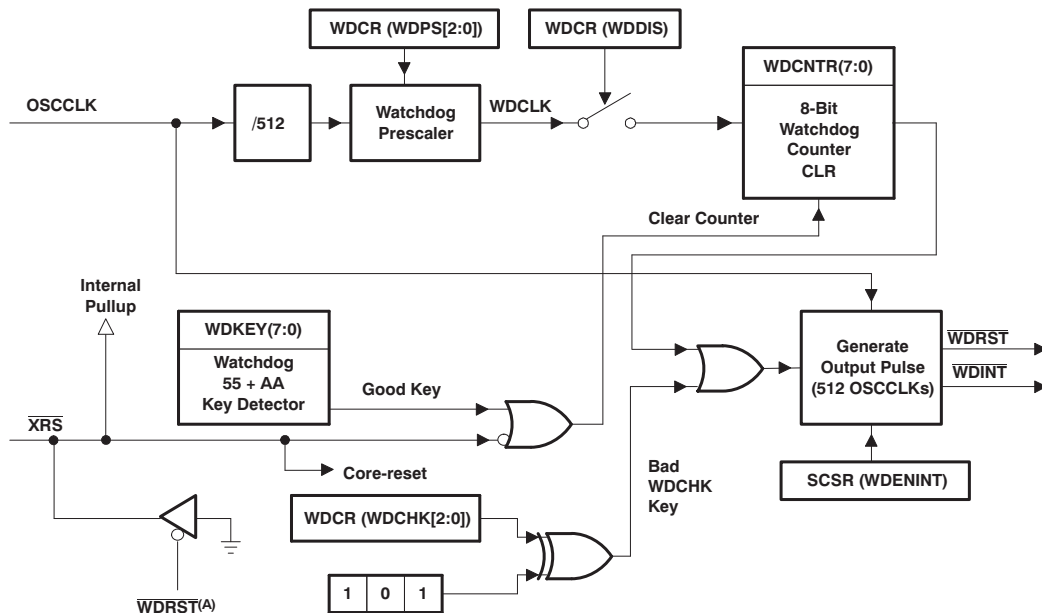 WDCR (WDPS[2:0])
WDCR (WDDIS)
WDCNTR(7:0)
OSCCLK
/512
Watchdog
Prescaler
WDCLK
8-Bit
Watchdog
Counter
CLR
Clear Counter
Internal
Pullup
WDKEY(7:0)
Watchdog
55 + AA
Key Detector
Good Key
Generate
Output Pulse
(512 OSCCLKs)
WDRST
WDINT
XRS
Core-reset
Bad
WDCHK
Key
SCSR (WDENINT)
WDCR (WDCHK[2:0])
1 0 1
WDRST(A)